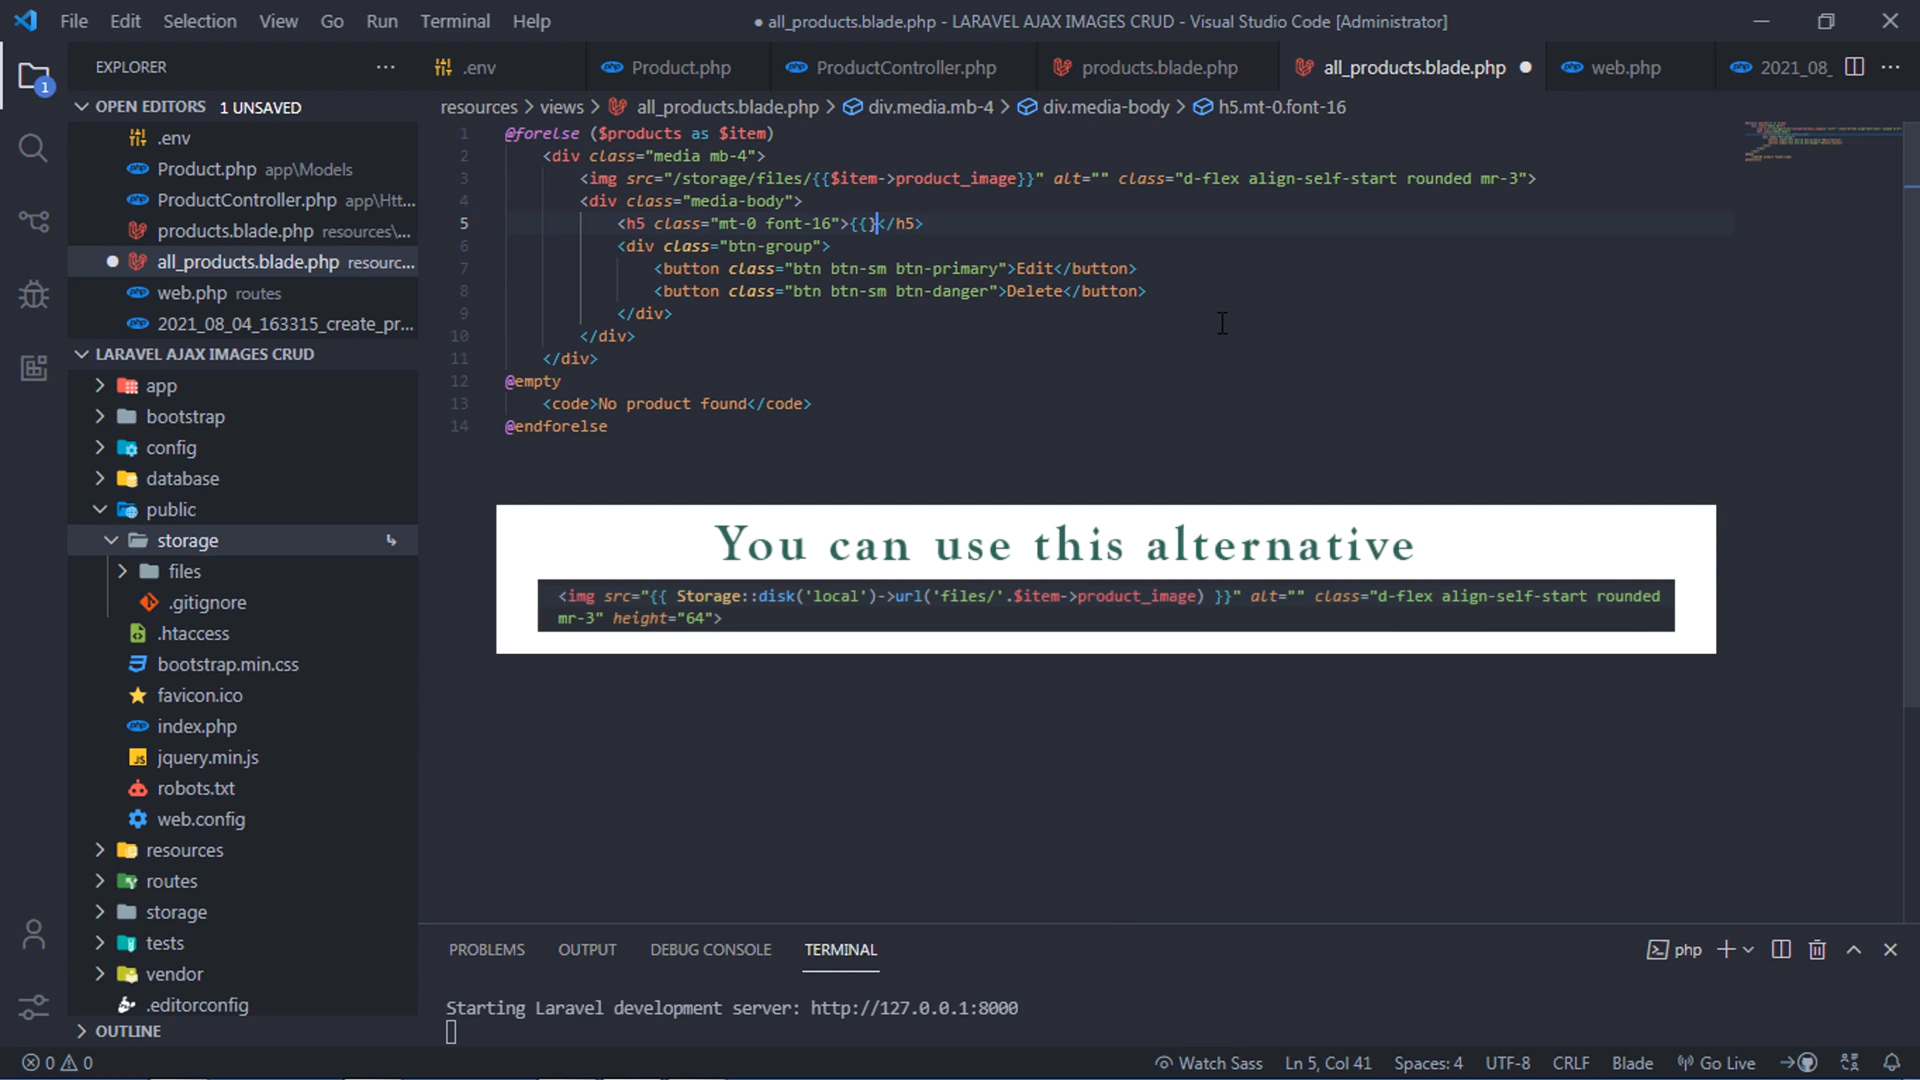 File Edit Selection View Go Run Terminal Help
● all_products.blade.php - LARAVEL AJAX IMAGES CRUD - Visual Studio Code [Administrator]
EXPLORER
.env
Product.php
ProductController.php
products.blade.php
all_products.blade.php
web.php
2021_08_
OPEN EDITORS 1 UNSAVED
.env
Product.php app\Models
ProductController.php app\Htt...
products.blade.php resources\...
all_products.blade.php resourc...
web.php routes
2021_08_04_163315_create_pr...
LARAVEL AJAX IMAGES CRUD
app
bootstrap
config
database
public
storage
files
.gitignore
.htaccess
bootstrap.min.css
favicon.ico
index.php
jquery.min.js
robots.txt
web.config
resources
routes
storage
tests
vendor
.editorconfig
OUTLINE
resources > views > all_products.blade.php > div.media.mb-4 > div.media-body > h5.mt-0.font-16
1 @forelse ($products as $item)
2 <div class="media mb-4">
3 <img src="/storage/files/{{$item->product_image}}" alt="" class="d-flex align-self-start rounded mr-3">
4 <div class="media-body">
5 <h5 class="mt-0 font-16">{{}</h5>
6 <div class="btn-group">
7 <button class="btn btn-sm btn-primary">Edit</button>
8 <button class="btn btn-sm btn-danger">Delete</button>
9 </div>
10 </div>
11 </div>
12 @empty
13 <code>No product found</code>
14 @endforelse
You can use this alternative
<img src="{{ Storage::disk('local')->url('files/'.$item->product_image) }}" alt="" class="d-flex align-self-start rounded
mr-3" height="64">
PROBLEMS OUTPUT DEBUG CONSOLE TERMINAL
php
Starting Laravel development server: http://127.0.0.1:8000
0 0
Watch Sass Ln 5, Col 41 Spaces: 4 UTF-8 CRLF Blade Go Live